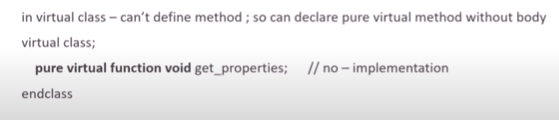 in virtual class – can't define method ; so can declare pure virtual method without body
virtual class;
pure virtual function void get_properties; // no – implementation
endclass